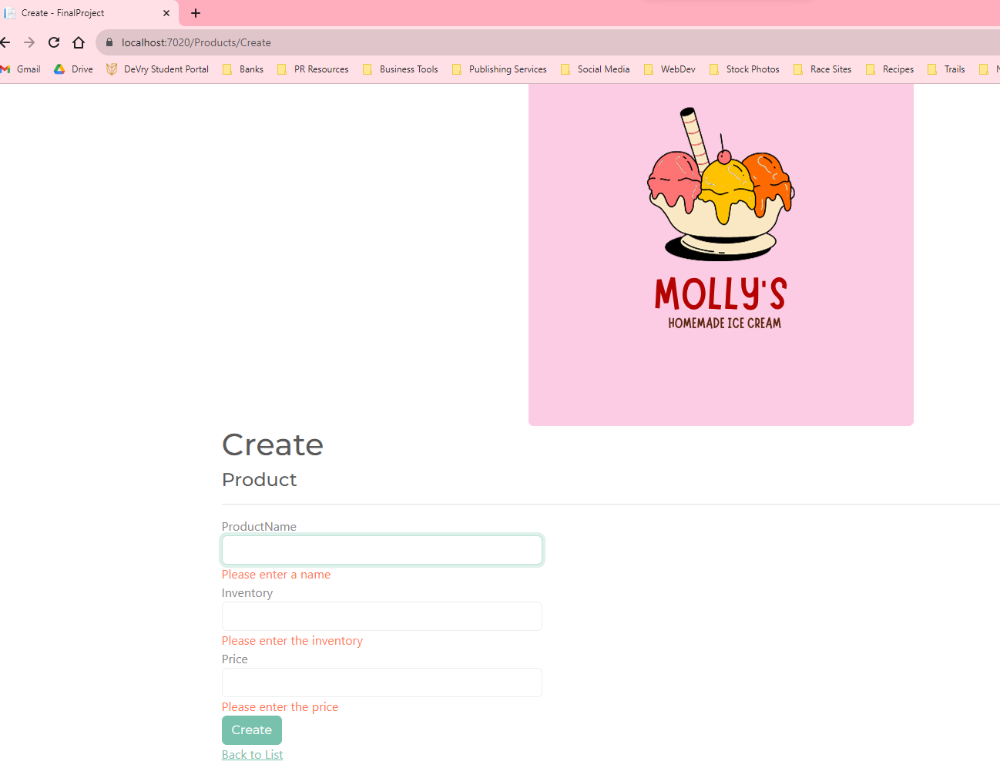 Create - FinalProject
localhost:7020/Products/Create
Gmail Drive DeVry Student Portal Banks PR Resources Business Tools Publishing Services Social Media WebDev Stock Photos Race Sites Recipes Trails
MOLLY'S
HOMEMADE ICE CREAM
Create
Product
ProductName
Please enter a name
Inventory
Please enter the inventory
Price
Please enter the price
Create
Back to List